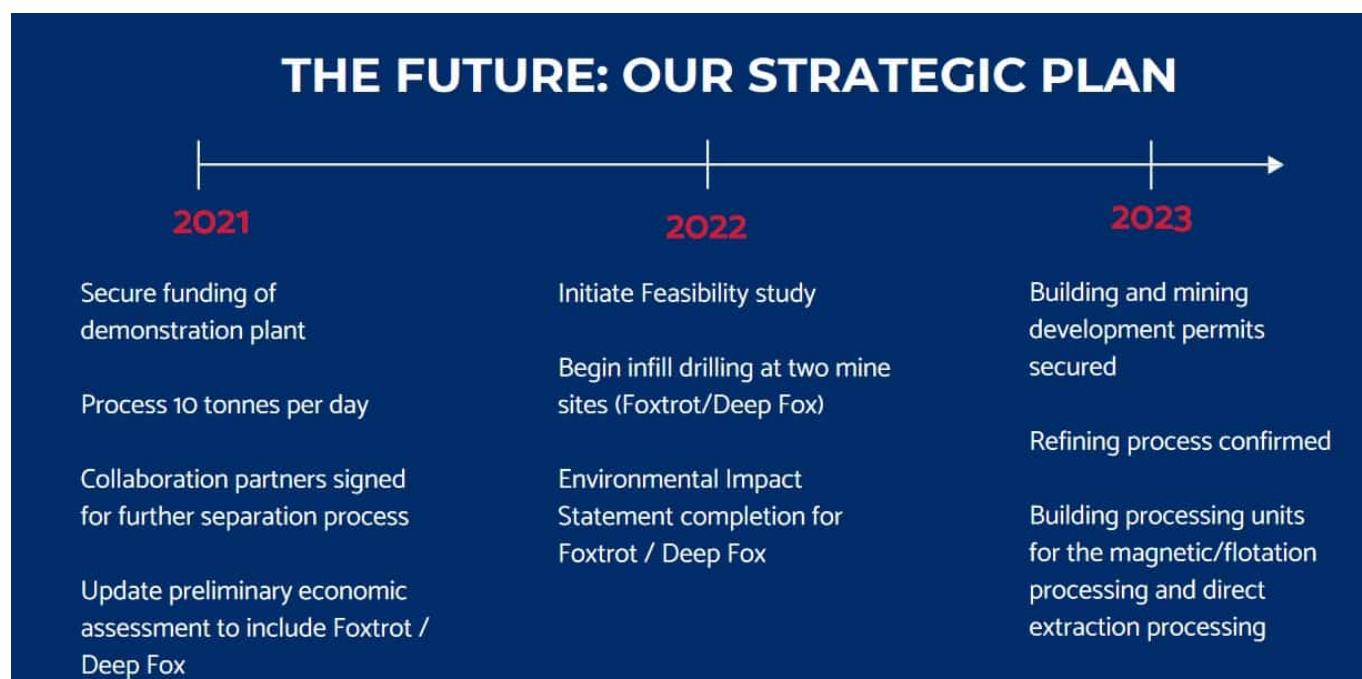 THE FUTURE: OUR STRATEGIC PLAN
2021
Secure funding of
demonstration plant
Process 10 tonnes per day
Collaboration partners signed
for further separation process
Update preliminary economic
assessment to include Foxtrot /
Deep Fox
2022
Initiate Feasibility study
Begin infill drilling at two mine
sites (Foxtrot/Deep Fox)
Environmental Impact
Statement completion for
Foxtrot / Deep Fox
2023
Building and mining
development permits
secured
Refining process confirmed
Building processing units
for the magnetic/flotation
processing and direct
extraction processing